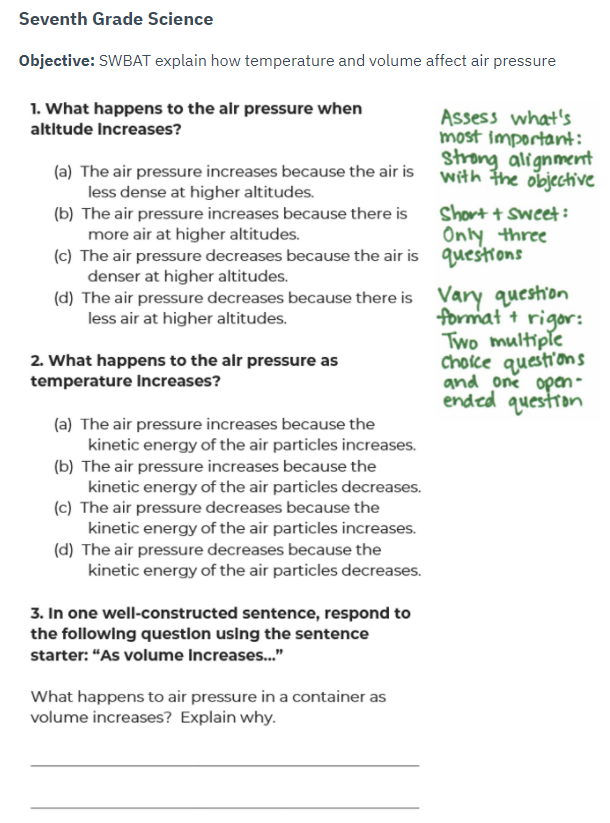 Seventh Grade Science
Objective: SWBAT explain how temperature and volume affect air pressure
1. What happens to the air pressure when
altitude increases?
(a) The air pressure increases because the air is
less dense at higher altitudes.
(b) The air pressure increases because there is
more air at higher altitudes.
(c) The air pressure decreases because the air is
denser at higher altitudes.
(d) The air pressure decreases because there is
less air at higher altitudes.
2. What happens to the air pressure as
temperature increases?
(a) The air pressure increases because the
kinetic energy of the air particles increases.
(b) The air pressure increases because the
kinetic energy of the air particles decreases.
(c) The air pressure decreases because the
kinetic energy of the air particles increases.
(d) The air pressure decreases because the
kinetic energy of the air particles decreases.
3. In one well-constructed sentence, respond to
the following question using the sentence
starter: “As volume increases...”
What happens to air pressure in a container as
volume increases? Explain why.
Assess what's
most important:
Strong alignment
with the objective
Short + sweet:
Only three
questions
Vary question
format + rigor:
Two multiple
choice questions
and one open-
ended question